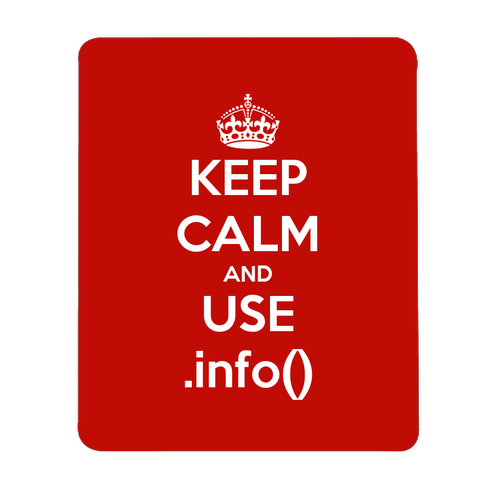 KEEP
CALM
AND
USE
.info()